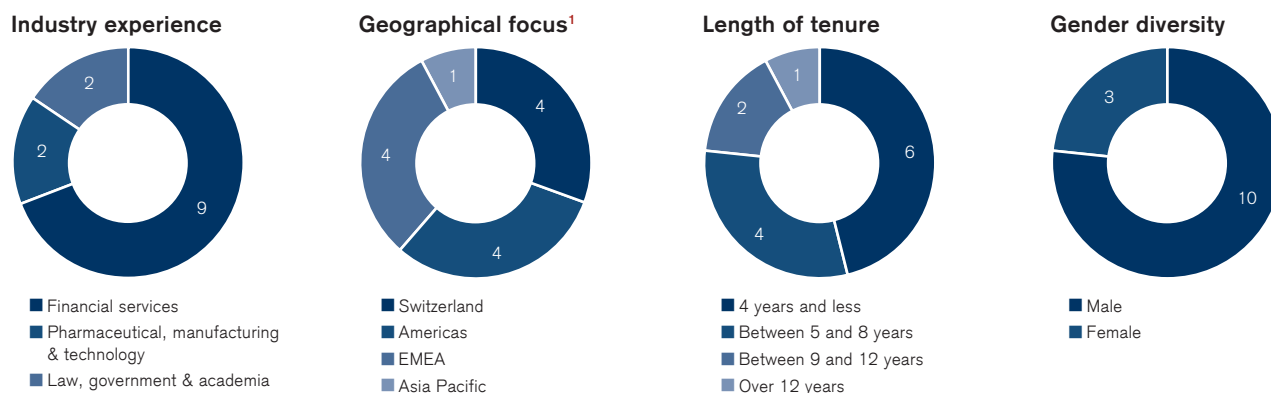 Industry experience
2
2
9
Financial services
Pharmaceutical, manufacturing
& technology
Law, government & academia
Geographical focus1
1
4
4
4
Switzerland
Americas
EMEA
Asia Pacific
Length of tenure
1
2
6
4
4 years and less
Between 5 and 8 years
Between 9 and 12 years
Over 12 years
Gender diversity
3
10
Male
Female